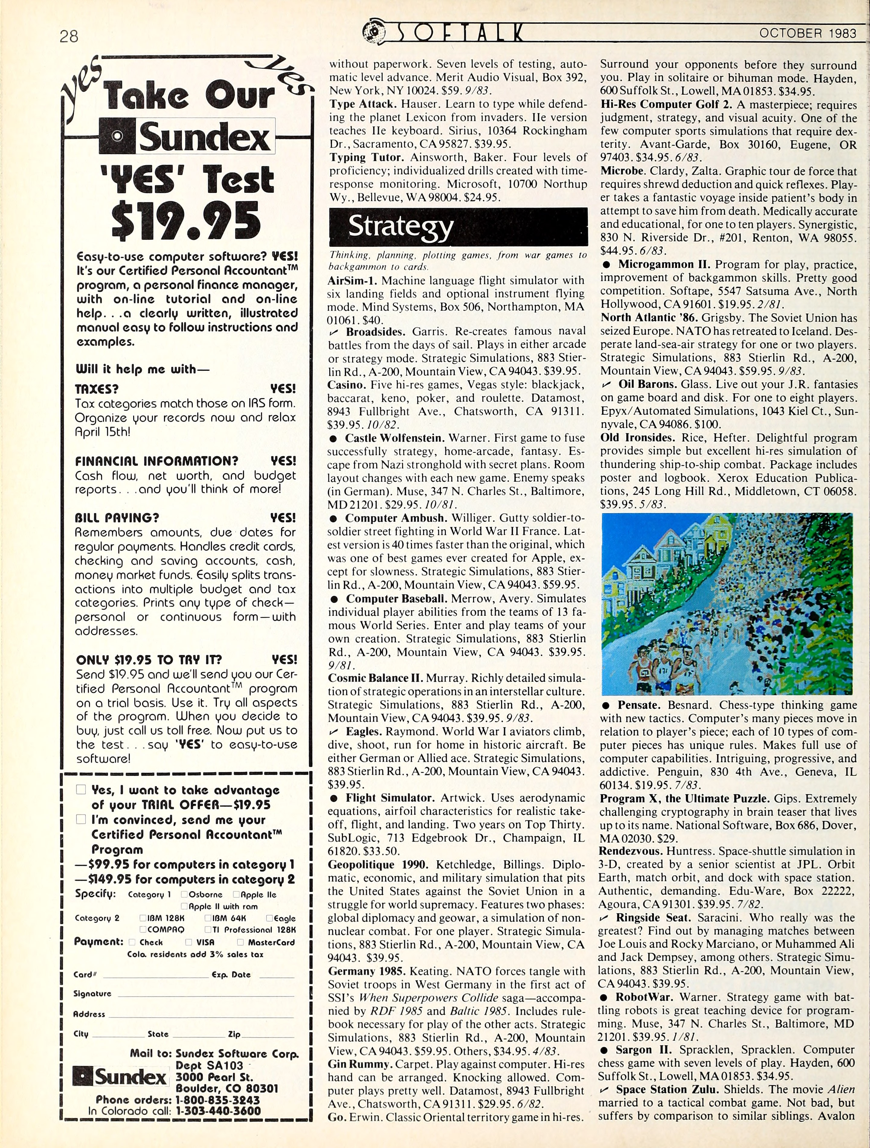 28
SOFTALK
OCTOBER 1983
yes
yes
Take Our
Sundex
'YES' Test
$19.95
Easy-to-use computer software? YES!
It's our Certified Personal Accountant™
program, a personal finance manager,
with on-line tutorial and on-line
help. . .a clearly written, illustrated
manual easy to follow instructions and
examples.
Will it help me with—
TAXES? YES!
Tax categories match those on IRS form.
Organize your records now and relax
April 15th!
FINANCIAL INFORMATION? YES!
Cash flow, net worth, and budget
reports. . .and you'll think of more!
BILL PAYING? YES!
Remembers amounts, due dates for
regular payments. Handles credit cards,
checking and saving accounts, cash,
money market funds. Easily splits trans-
actions into multiple budget and tax
categories. Prints any type of check—
personal or continuous form—with
addresses.
ONLY $19.95 TO TRY IT? YES!
Send $19.95 and we'll send you our Cer-
tified Personal Accountant™ program
on a trial basis. Use it. Try all aspects
of the program. When you decide to
buy, just call us toll free. Now put us to
the test. . .say 'YES' to easy-to-use
software!
Yes, I want to take advantage
of your TRIAL OFFER—$19.95
I'm convinced, send me your
Certified Personal Accountant™
Program
—$99.95 for computers in category 1
—$149.95 for computers in category 2
Specify: Category 1 Osborne Apple IIe
Apple II with ram
Category 2 IBM 128K IBM 64K Eagle
COMPAQ TI Professional 128K
Payment: Check VISA MasterCard
Colo. residents add 3% sales tax
Card# Exp. Date
Signature
Address
City State Zip
Mail to: Sundex Software Corp.
Dept SA103
Sundex 3000 Pearl St.
Boulder, CO 80301
Phone orders: 1-800-835-3243
In Colorado call: 1-303-440-3600
without paperwork. Seven levels of testing, auto-
matic level advance. Merit Audio Visual, Box 392,
New York, NY 10024. $59. 9/83.
Type Attack. Hauser. Learn to type while defend-
ing the planet Lexicon from invaders. IIe version
teaches IIe keyboard. Sirius, 10364 Rockingham
Dr., Sacramento, CA 95827. $39.95.
Typing Tutor. Ainsworth, Baker. Four levels of
proficiency; individualized drills created with time-
response monitoring. Microsoft, 10700 Northup
Wy., Bellevue, WA 98004. $24.95.
Strategy
Thinking, planning, plotting games, from war games to
backgammon to cards.
AirSim-1. Machine language flight simulator with
six landing fields and optional instrument flying
mode. Mind Systems, Box 506, Northampton, MA
01061. $40.
✓ Broadsides. Garris. Re-creates famous naval
battles from the days of sail. Plays in either arcade
or strategy mode. Strategic Simulations, 883 Stier-
lin Rd., A-200, Mountain View, CA 94043. $39.95.
Casino. Five hi-res games, Vegas style: blackjack,
baccarat, keno, poker, and roulette. Datamost,
8943 Fullbright Ave., Chatsworth, CA 91311.
$39.95. 10/82.
● Castle Wolfenstein. Warner. First game to fuse
successfully strategy, home-arcade, fantasy. Es-
cape from Nazi stronghold with secret plans. Room
layout changes with each new game. Enemy speaks
(in German). Muse, 347 N. Charles St., Baltimore,
MD 21201. $29.95. 10/81.
● Computer Ambush. Williger. Gutty soldier-to-
soldier street fighting in World War II France. Lat-
est version is 40 times faster than the original, which
was one of best games ever created for Apple, ex-
cept for slowness. Strategic Simulations, 883 Stier-
lin Rd., A-200, Mountain View, CA 94043. $59.95.
● Computer Baseball. Merrow, Avery. Simulates
individual player abilities from the teams of 13 fa-
mous World Series. Enter and play teams of your
own creation. Strategic Simulations, 883 Stierlin
Rd., A-200, Mountain View, CA 94043. $39.95.
9/81.
Cosmic Balance II. Murray. Richly detailed simula-
tion of strategic operations in an interstellar culture.
Strategic Simulations, 883 Stierlin Rd., A-200,
Mountain View, CA 94043. $39.95. 9/83.
✓ Eagles. Raymond. World War I aviators climb,
dive, shoot, run for home in historic aircraft. Be
either German or Allied ace. Strategic Simulations,
883 Stierlin Rd., A-200, Mountain View, CA 94043.
$39.95.
● Flight Simulator. Artwick. Uses aerodynamic
equations, airfoil characteristics for realistic take-
off, flight, and landing. Two years on Top Thirty.
SubLogic, 713 Edgebrook Dr., Champaign, IL
61820. $33.50.
Geopolitique 1990. Ketchledge, Billings. Diplo-
matic, economic, and military simulation that pits
the United States against the Soviet Union in a
struggle for world supremacy. Features two phases:
global diplomacy and geowar, a simulation of non-
nuclear combat. For one player. Strategic Simula-
tions, 883 Stierlin Rd., A-200, Mountain View, CA
94043. $39.95.
Germany 1985. Keating. NATO forces tangle with
Soviet troops in West Germany in the first act of
SSI's When Superpowers Collide saga—accompa-
nied by RDF 1985 and Baltic 1985. Includes rule-
book necessary for play of the other acts. Strategic
Simulations, 883 Stierlin Rd., A-200, Mountain
View, CA 94043. $59.95. Others, $34.95. 4/83.
Gin Rummy. Carpet. Play against computer. Hi-res
hand can be arranged. Knocking allowed. Com-
puter plays pretty well. Datamost, 8943 Fullbright
Ave., Chatsworth, CA 91311. $29.95. 6/82.
Go. Erwin. Classic Oriental territory game in hi-res.
Surround your opponents before they surround
you. Play in solitaire or bihuman mode. Hayden,
600 Suffolk St., Lowell, MA 01853. $34.95.
Hi-Res Computer Golf 2. A masterpiece; requires
judgment, strategy, and visual acuity. One of the
few computer sports simulations that require dex-
terity. Avant-Garde, Box 30160, Eugene, OR
97403. $34.95. 6/83.
Microbe. Clardy, Zalta. Graphic tour de force that
requires shrewd deduction and quick reflexes. Play-
er takes a fantastic voyage inside patient's body in
attempt to save him from death. Medically accurate
and educational, for one to ten players. Synergistic,
830 N. Riverside Dr., #201, Renton, WA 98055.
$44.95. 6/83.
● Microgammon II. Program for play, practice,
improvement of backgammon skills. Pretty good
competition. Softape, 5547 Satsuma Ave., North
Hollywood, CA 91601. $19.95. 2/81.
North Atlantic '86. Grigsby. The Soviet Union has
seized Europe. NATO has retreated to Iceland. Des-
perate land-sea-air strategy for one or two players.
Strategic Simulations, 883 Stierlin Rd., A-200,
Mountain View, CA 94043. $59.95. 9/83.
✓ Oil Barons. Glass. Live out your J.R. fantasies
on game board and disk. For one to eight players.
Epyx/Automated Simulations, 1043 Kiel Ct., Sun-
nyvale, CA 94086. $100.
Old Ironsides. Rice, Hefter. Delightful program
provides simple but excellent hi-res simulation of
thundering ship-to-ship combat. Package includes
poster and logbook. Xerox Education Publica-
tions, 245 Long Hill Rd., Middletown, CT 06058.
$39.95. 5/83.
● Pensate. Besnard. Chess-type thinking game
with new tactics. Computer's many pieces move in
relation to player's piece; each of 10 types of com-
puter pieces has unique rules. Makes full use of
computer capabilities. Intriguing, progressive, and
addictive. Penguin, 830 4th Ave., Geneva, IL
60134. $19.95. 7/83.
Program X, the Ultimate Puzzle. Gips. Extremely
challenging cryptography in brain teaser that lives
up to its name. National Software, Box 686, Dover,
MA 02030. $29.
Rendezvous. Huntress. Space-shuttle simulation in
3-D, created by a senior scientist at JPL. Orbit
Earth, match orbit, and dock with space station.
Authentic, demanding. Edu-Ware, Box 22222,
Agoura, CA 91301. $39.95. 7/82.
✓ Ringside Seat. Saracini. Who really was the
greatest? Find out by managing matches between
Joe Louis and Rocky Marciano, or Muhammed Ali
and Jack Dempsey, among others. Strategic Simu-
lations, 883 Stierlin Rd., A-200, Mountain View,
CA 94043. $39.95.
● RobotWar. Warner. Strategy game with bat-
tling robots is great teaching device for program-
ming. Muse, 347 N. Charles St., Baltimore, MD
21201. $39.95. 1/81.
● Sargon II. Spracklen, Spracklen. Computer
chess game with seven levels of play. Hayden, 600
Suffolk St., Lowell, MA 01853. $34.95.
✓ Space Station Zulu. Shields. The movie Alien
married to a tactical combat game. Not bad, but
suffers by comparison to similar siblings. Avalon